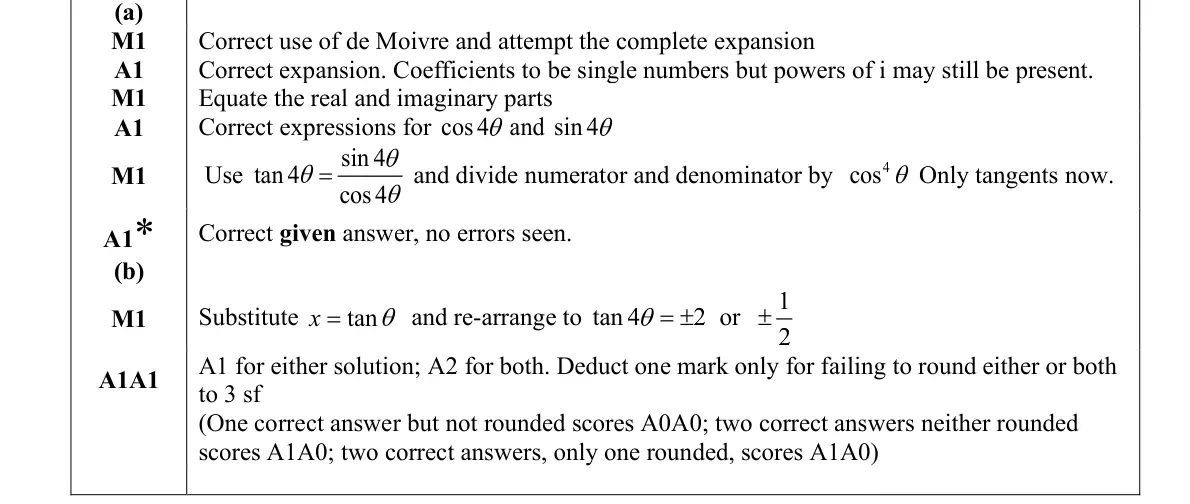 (a)
M1 Correct use of de Moivre and attempt the complete expansion
A1 Correct expansion. Coefficients to be single numbers but powers of i may still be present.
M1 Equate the real and imaginary parts
A1 Correct expressions for cos 4θ and sin 4θ
M1 Use tan 4θ = sin 4θ / cos 4θ and divide numerator and denominator by cos⁴ θ Only tangents now.
A1* Correct given answer, no errors seen.
(b)
M1 Substitute x = tan θ and re-arrange to tan 4θ = ±2 or ± 1/2
A1A1 A1 for either solution; A2 for both. Deduct one mark only for failing to round either or both
to 3 sf
(One correct answer but not rounded scores A0A0; two correct answers neither rounded
scores A1A0; two correct answers, only one rounded, scores A1A0)